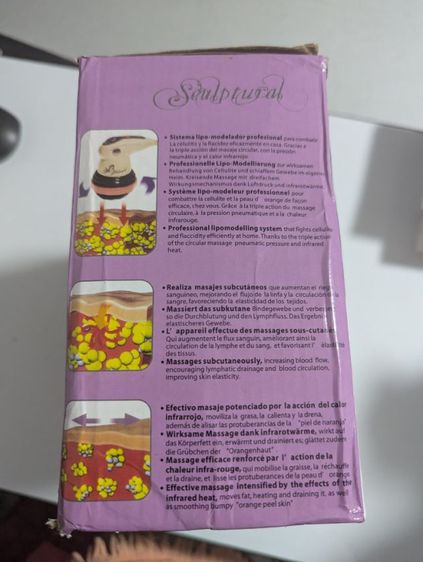 Sculptural
• Sistema lipo-modelador profesional para combatir
La celulitis y la flacidez eficazmente en casa. Gracias a
la triple acción del masaje circular, con la presión
neumática y el calor infrarrojo.
• Professionelle Lipo-Modellierung zur wirksamen
Behandlung von Cellulite und schlaffem Gewebe im eigenen
Heim. Kreisende Massage mit dreifachem
Wirkungsmechanismus dank Luftdruck und infrarotwärme.
• Système lipo-modeleur professionnel pour
combattre la cellulite et la peau d' orange de façon
efficace, chez vous. Grâce à la triple action du massage
circulaire, à la pression pneumatique et à la chaleur
infrarouge.
• Professional lipomodelling system that fights cellulite
and flaccidity efficiently at home. Thanks to the triple action
of the circular massage pneumatic pressure and infrared
heat.
• Realiza masajes subcutáneos que aumentan el riego
sanguineo, mejorando el flujo de la linfa y la circulación de la
sangre, favoreciendo la elasticidad de los tejidos.
• Massiert das subkutane Bindegewebe und verbessert
so die Durchblutung und den Lymphfluss. Das Ergebnis
elastischeres Gewebe.
• L' appareil effectue des massages sous-cutanés
Qui augmentent le flux sanguin, améliorant ainsi la
circulation de la lymphe et du sang, et favorisant l' élasticité
des tissus.
• Massages subcutaneously, increasing blood flow,
encouraging lymphatic drainage and blood circulation,
improving skin elasticity.
• Efectivo masaje potenciado por la acción del calor
infrarrojo, moviliza la grasa, la calienta y la drena,
además de alisar las protuberancias de la "piel de naranja"
• Wirksame Massage dank infrarotwärme, wirkt auf
das Körperfett ein, erwärmt und drainiert es; glättet zudem
die Grübchen der "Orangenhaut"
• Massage efficace renforcé par l' action de la
chaleur infra-rouge, qui mobilise la graisse, la réchauffe
et la draine, et lisse les protuberances de la peau d' orange
• Effective massage intensified by the effects of the
infrared heat, moves fat, heating and draining it, as well
as smoothing bumpy "orange peel skin"